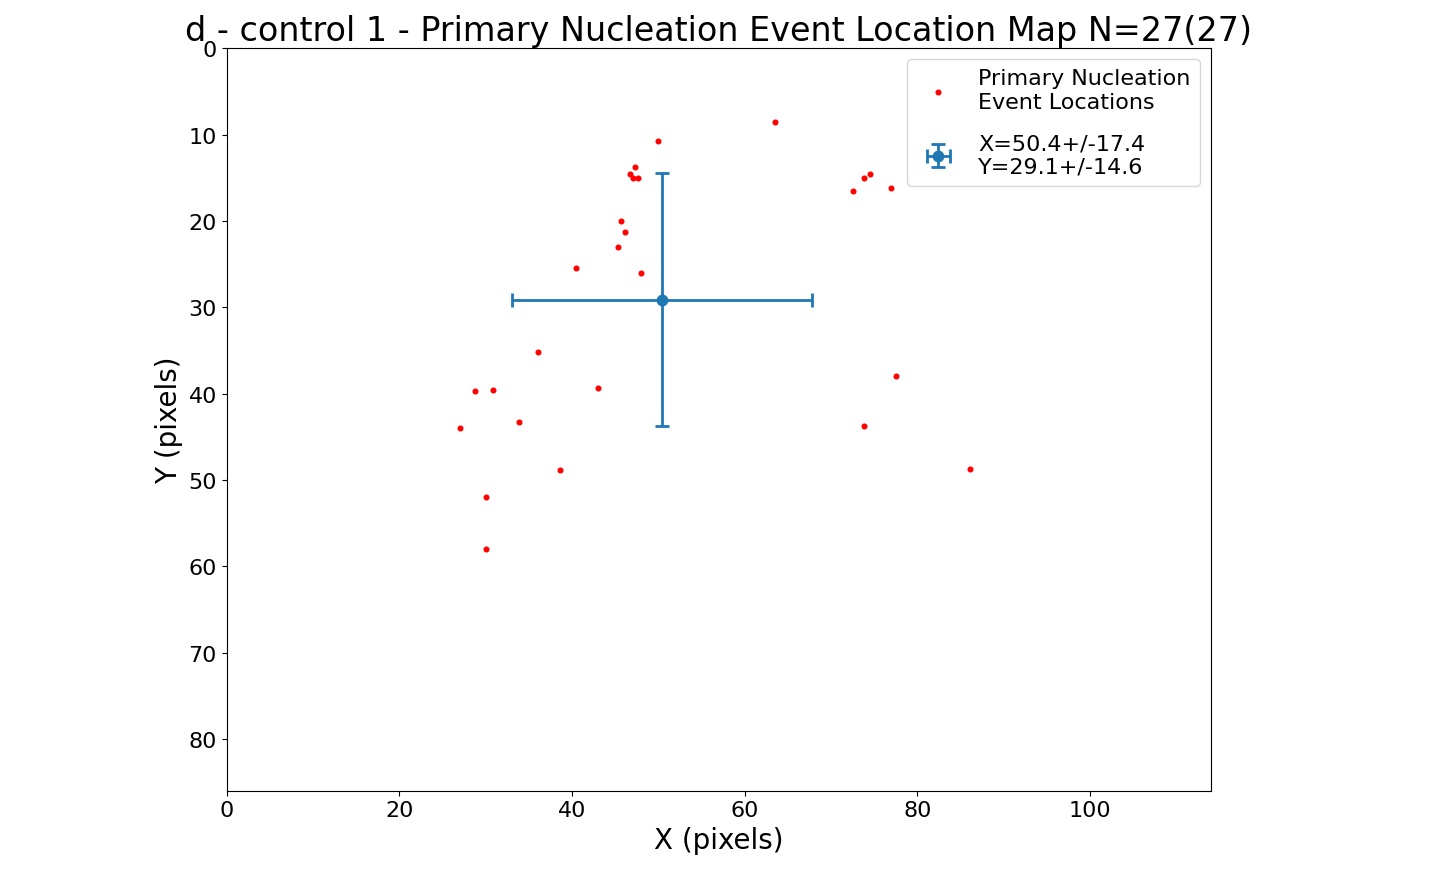 d - control 1 - Primary Nucleation Event Location Map N=27(27)
Primary Nucleation
Event Locations
X=50.4+/-17.4
Y=29.1+/-14.6
0
10
20
30
40
50
60
70
80
Y (pixels)
0 20 40 60 80 100
X (pixels)